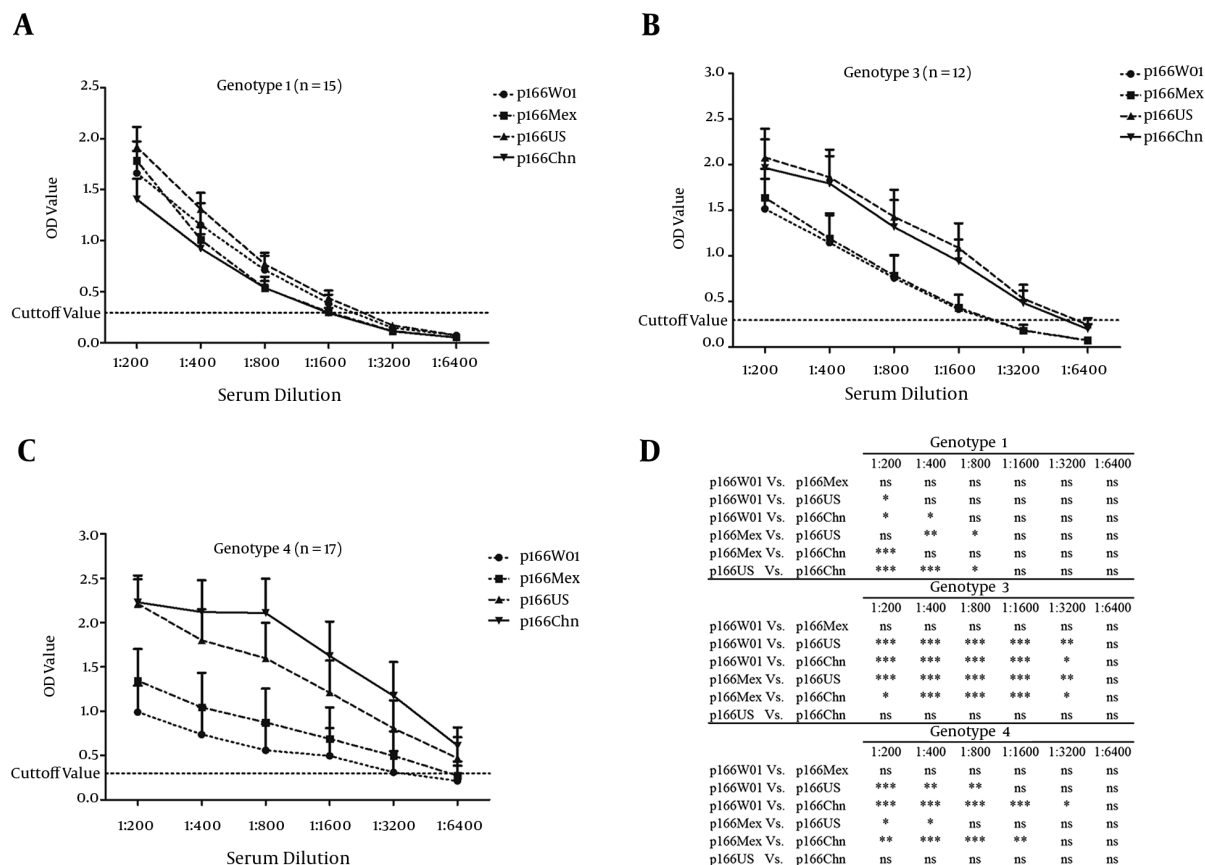 A
Genotype 1 (n = 15)
p166W01
p166Mex
p166US
p166Chn
OD Value
2.5
2.0
1.5
1.0
0.5
Cuttoff Value
0.0
1:200 1:400 1:800 1:1600 1:3200 1:6400
Serum Dilution
B
Genotype 3 (n = 12)
p166W01
p166Mex
p166US
p166Chn
OD Value
3.0
2.5
2.0
1.5
1.0
0.5
Cuttoff Value
0.0
1:200 1:400 1:800 1:1600 1:3200 1:6400
Serum Dilution
C
Genotype 4 (n = 17)
p166W01
p166Mex
p166US
p166Chn
OD Value
3.0
2.5
2.0
1.5
1.0
0.5
Cuttoff Value
0.0
1:200 1:400 1:800 1:1600 1:3200 1:6400
Serum Dilution
D
Genotype 1
1:200 1:400 1:800 1:1600 1:3200 1:6400
p166W01 Vs. p166Mex ns ns ns ns ns ns
p166W01 Vs. p166US * ns ns ns ns ns
p166W01 Vs. p166Chn * * ns ns ns ns
p166Mex Vs. p166US ns ** * ns ns ns
p166Mex Vs. p166Chn *** ns ns ns ns ns
p166US Vs. p166Chn *** *** * ns ns ns
Genotype 3
1:200 1:400 1:800 1:1600 1:3200 1:6400
p166W01 Vs. p166Mex ns ns ns ns ns ns
p166W01 Vs. p166US *** *** *** *** ** ns
p166W01 Vs. p166Chn *** *** *** *** * ns
p166Mex Vs. p166US *** *** *** *** ** ns
p166Mex Vs. p166Chn * *** *** *** * ns
p166US Vs. p166Chn ns ns ns ns ns ns
Genotype 4
1:200 1:400 1:800 1:1600 1:3200 1:6400
p166W01 Vs. p166Mex ns ns ns ns ns ns
p166W01 Vs. p166US *** ** ** ns ns ns
p166W01 Vs. p166Chn *** *** *** *** * ns
p166Mex Vs. p166US * * ns ns ns ns
p166Mex Vs. p166Chn ** *** *** ** ns ns
p166US Vs. p166Chn ns ns ns ns ns ns